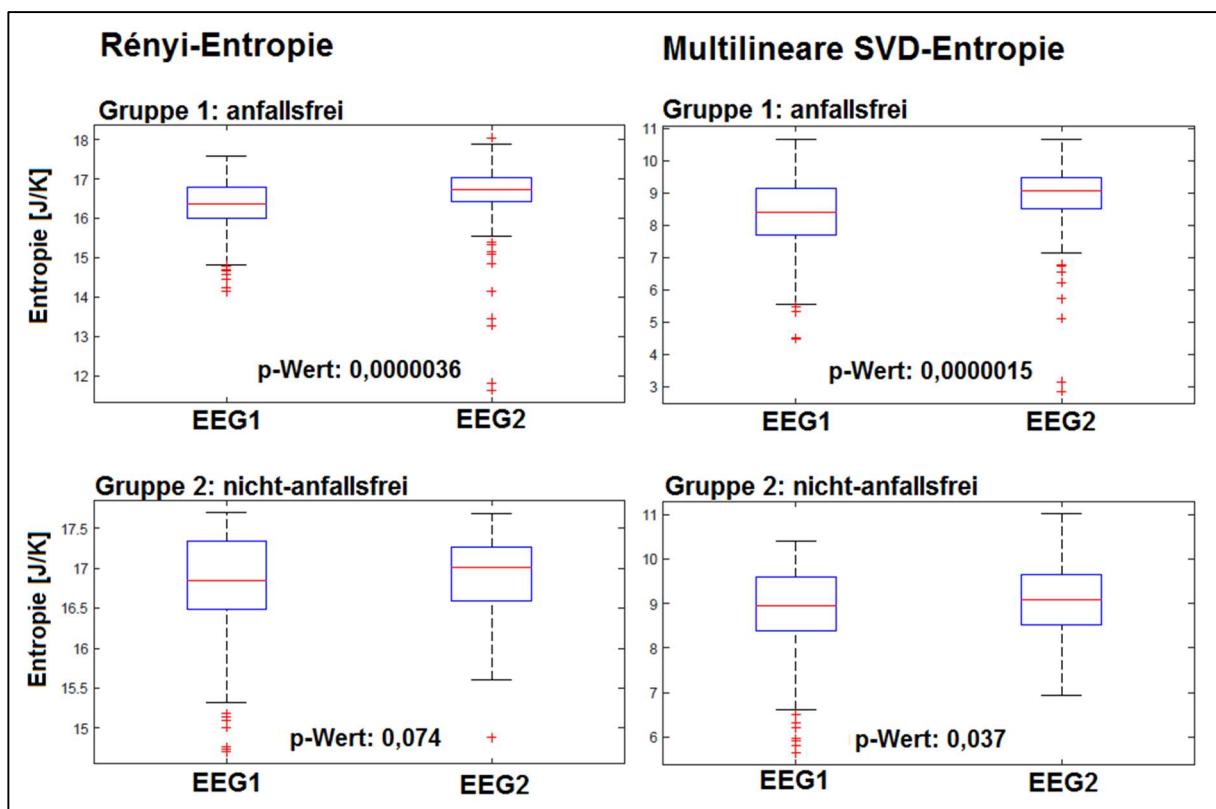 Rényi-Entropie
Multilineare SVD-Entropie
Gruppe 1: anfallsfrei
Entropie [J/K]
18
17
16
15
14
13
12
p-Wert: 0,0000036
EEG1 EEG2
Gruppe 1: anfallsfrei
11
10
9
8
7
6
5
4
3
p-Wert: 0,0000015
EEG1 EEG2
Gruppe 2: nicht-anfallsfrei
Entropie [J/K]
17.5
17
16.5
16
15.5
15
p-Wert: 0,074
EEG1 EEG2
Gruppe 2: nicht-anfallsfrei
11
10
9
8
7
6
p-Wert: 0,037
EEG1 EEG2